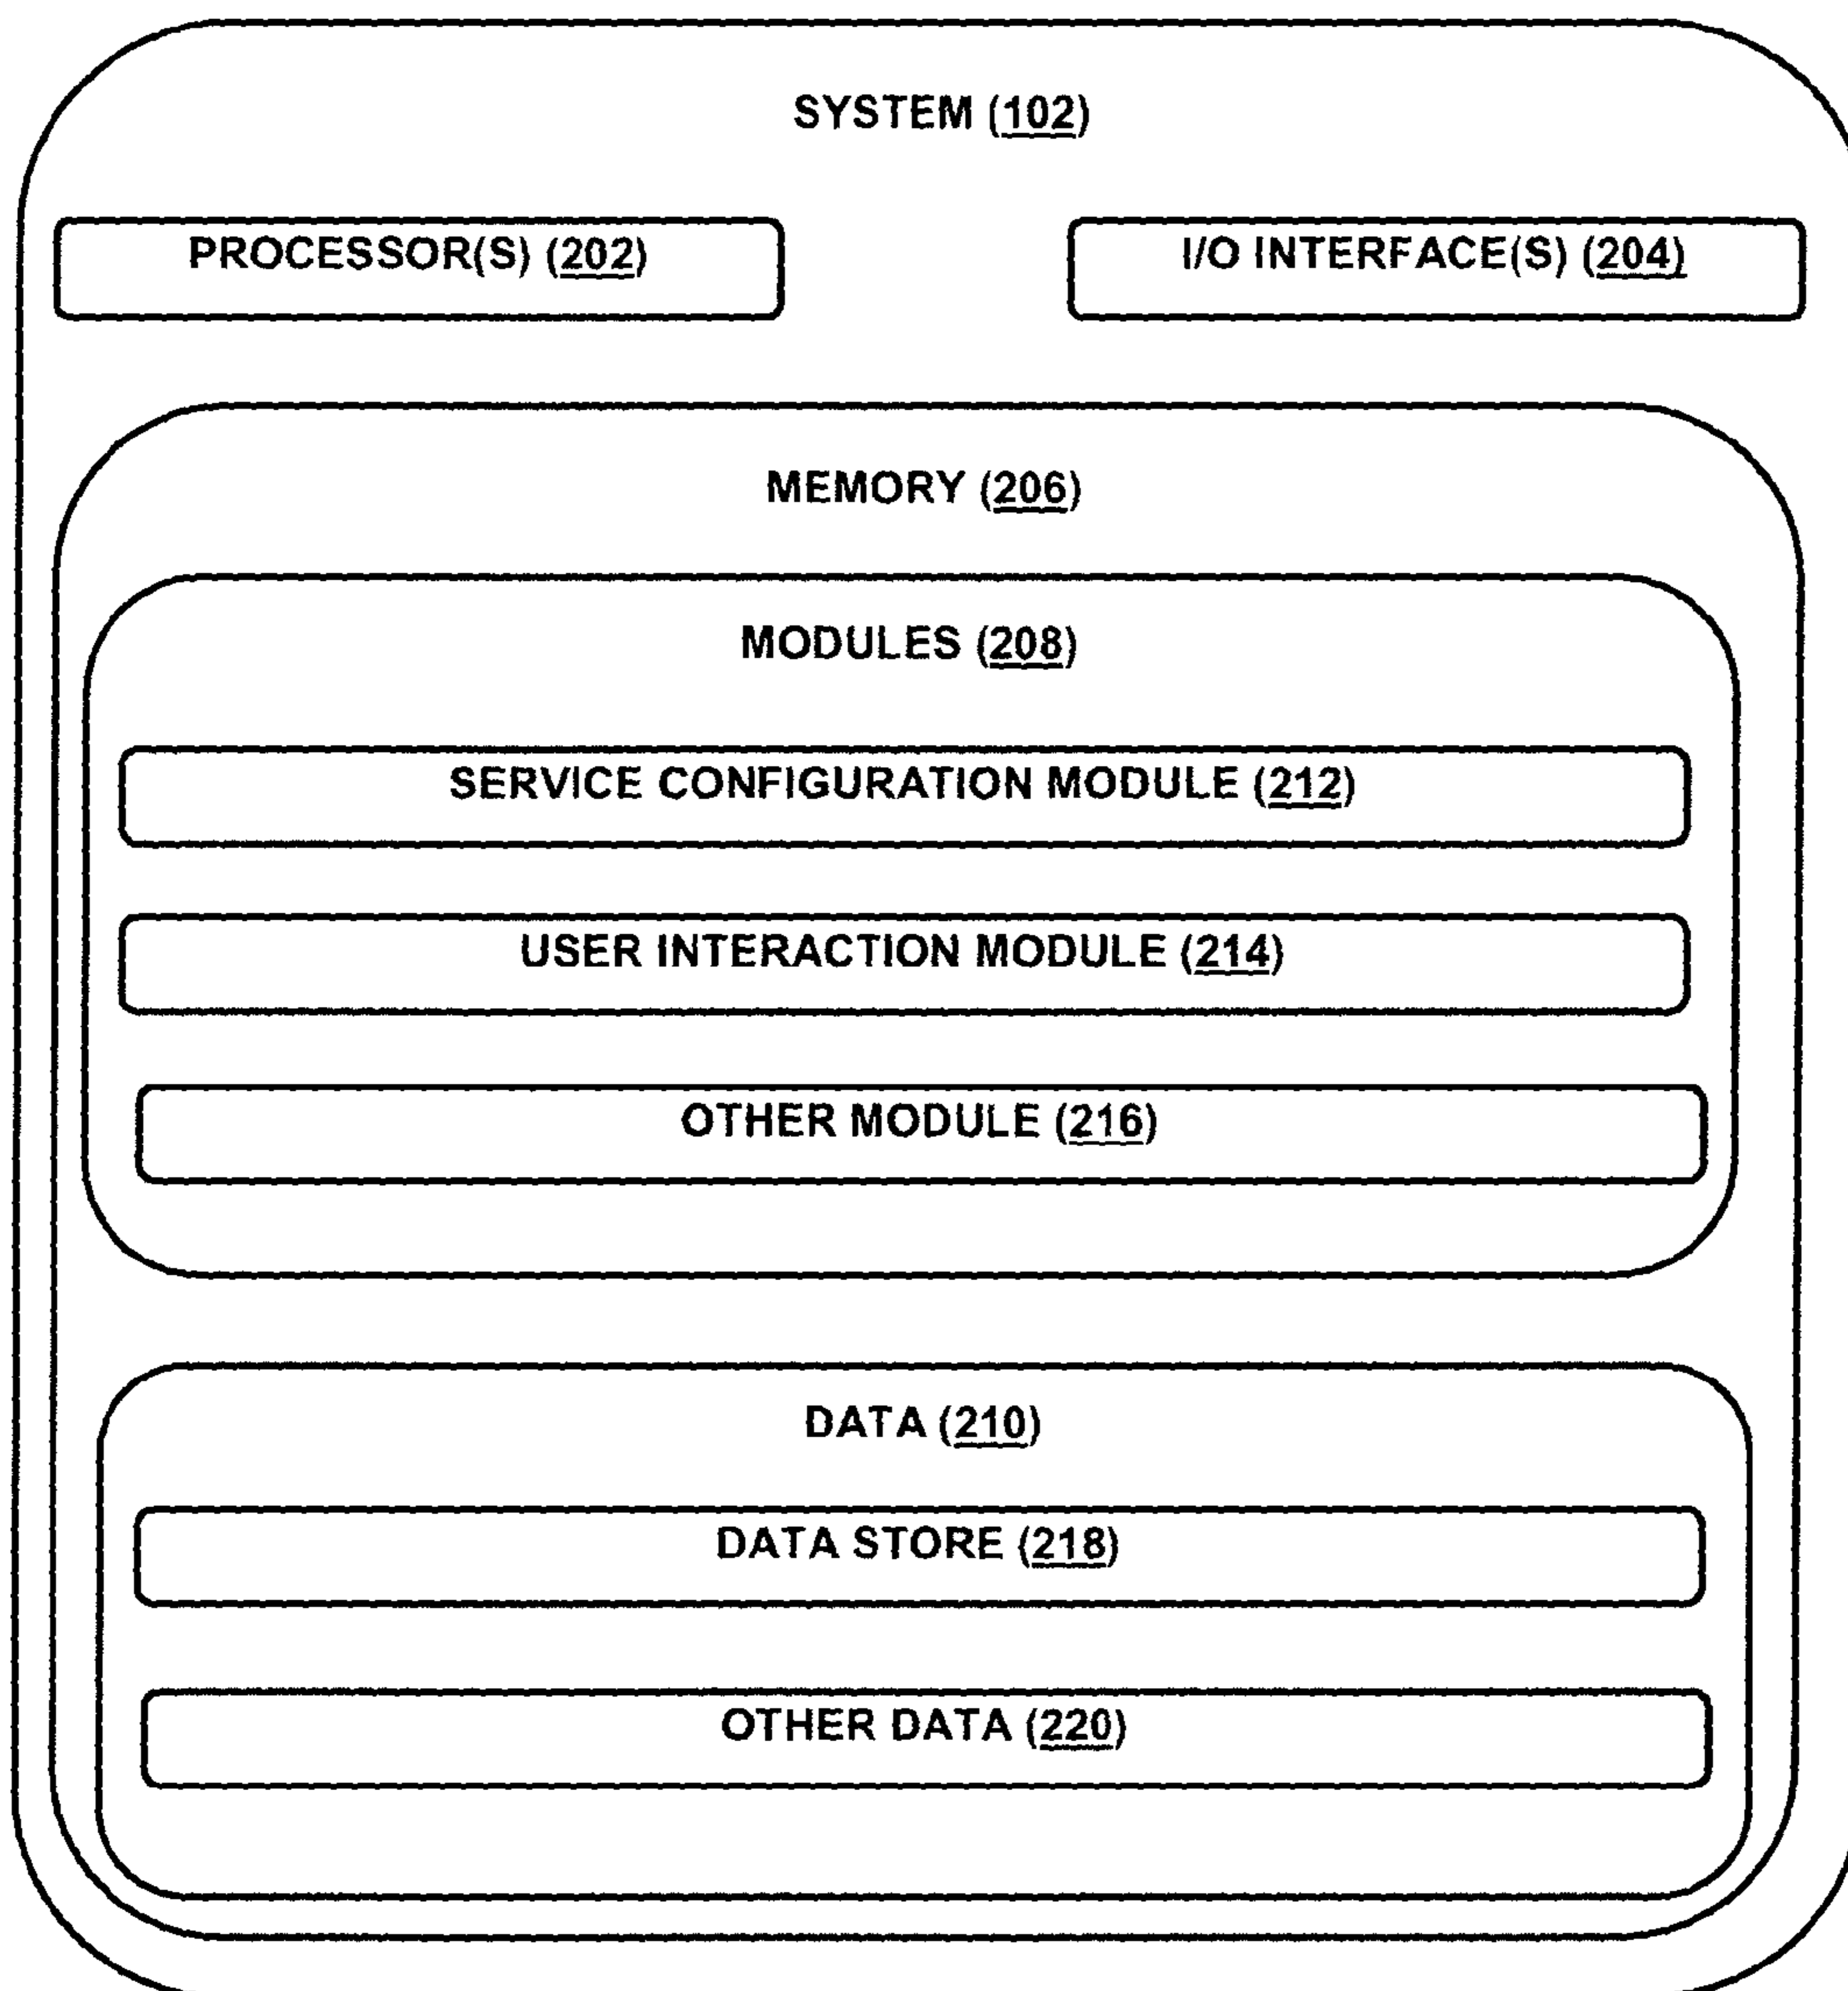 SYSTEM (102)
PROCESSOR(S) (202)
I/O INTERFACE(S) (204)
MEMORY (206)
MODULES (208)
SERVICE CONFIGURATION MODULE (212)
USER INTERACTION MODULE (214)
OTHER MODULE (216)
DATA (210)
DATA STORE (218)
OTHER DATA (220)